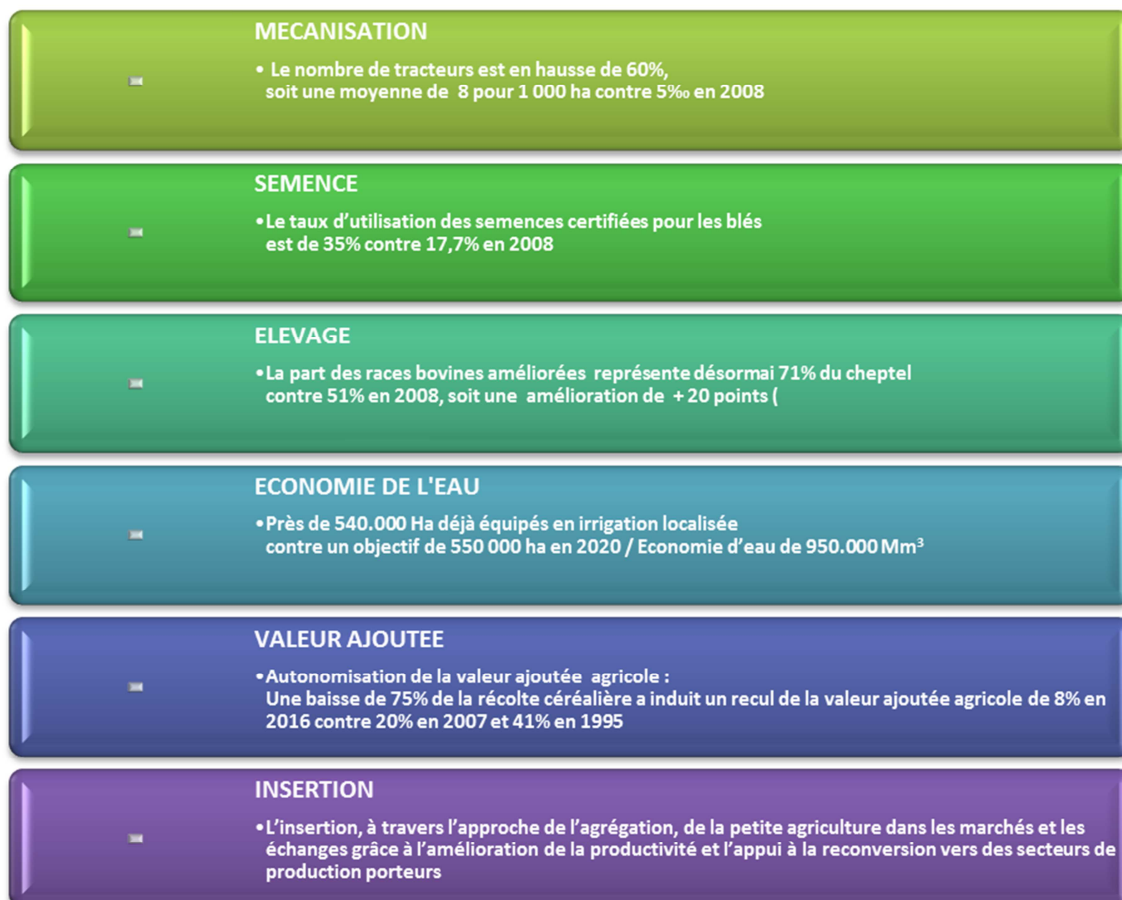 MECANISATION
• Le nombre de tracteurs est en hausse de 60%,
soit une moyenne de 8 pour 1 000 ha contre 5‰ en 2008
SEMENCE
•Le taux d’utilisation des semences certifiées pour les blés
est de 35% contre 17,7% en 2008
ELEVAGE
•La part des races bovines améliorées représente désormai 71% du cheptel
contre 51% en 2008, soit une amélioration de + 20 points (
ECONOMIE DE L'EAU
•Près de 540.000 Ha déjà équipés en irrigation localisée
contre un objectif de 550 000 ha en 2020 / Economie d’eau de 950.000 Mm³
VALEUR AJOUTEE
•Autonomisation de la valeur ajoutée agricole :
Une baisse de 75% de la récolte céréalière a induit un recul de la valeur ajoutée agricole de 8% en
2016 contre 20% en 2007 et 41% en 1995
INSERTION
•L’insertion, à travers l’approche de l’agrégation, de la petite agriculture dans les marchés et les
échanges grâce à l’amélioration de la productivité et l’appui à la reconversion vers des secteurs de
production porteurs